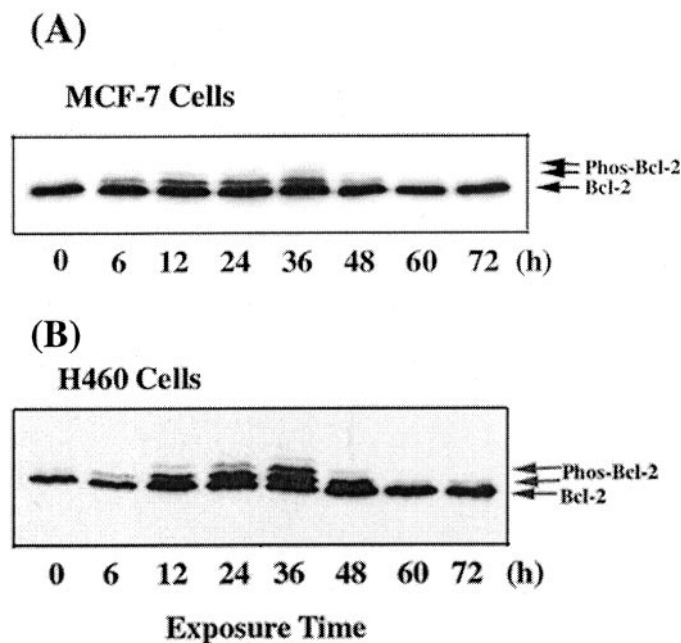 (A)
MCF-7 Cells
Phos-Bcl-2
Bcl-2
0 6 12 24 36 48 60 72 (h)
(B)
H460 Cells
Phos-Bcl-2
Bcl-2
0 6 12 24 36 48 60 72 (h)
Exposure Time